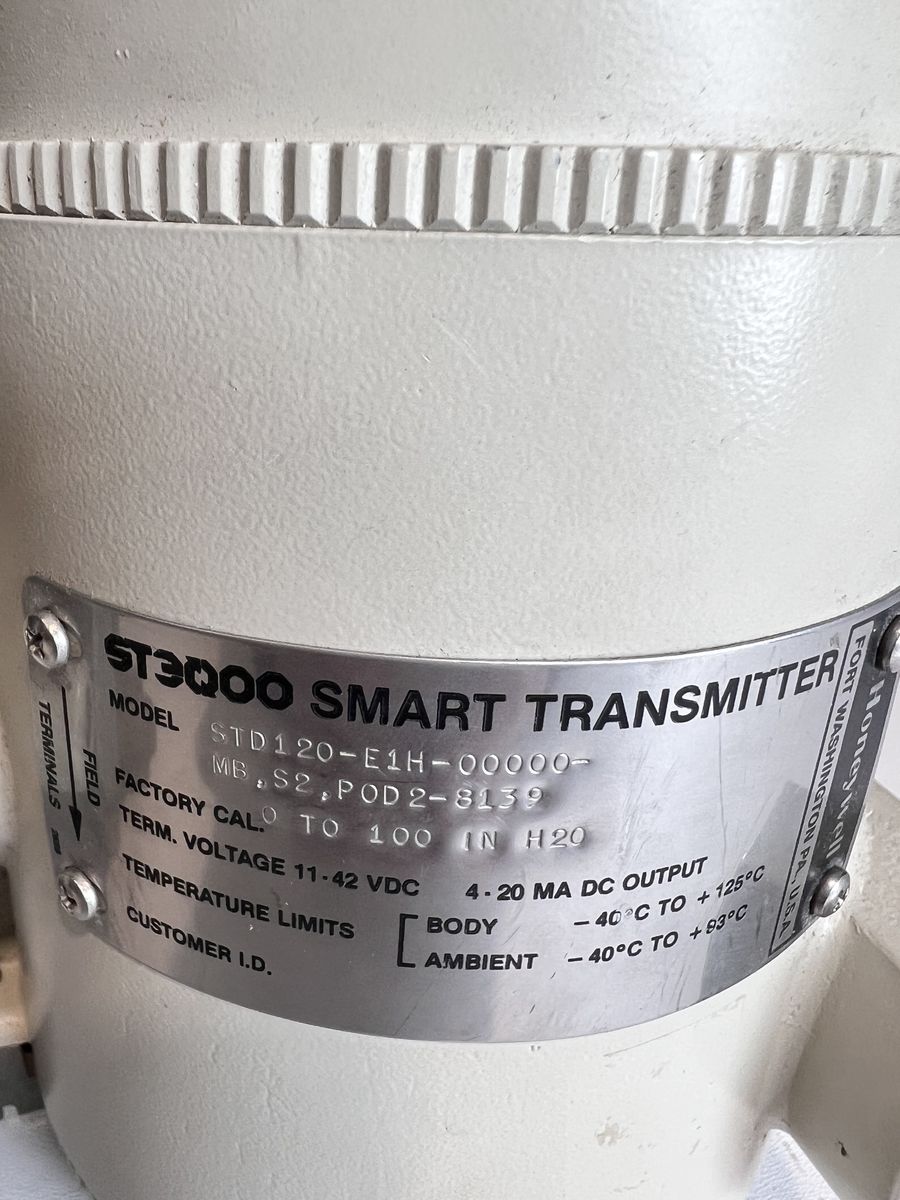 ST3000 SMART TRANSMITTER
MODEL STD120-E1H-00000-
MB,S2,POD2-8139
FACTORY CAL. 0 TO 100 IN H20
TERM. VOLTAGE 11-42 VDC 4-20 MA DC OUTPUT
TEMPERATURE LIMITS BODY −40°C TO +125°C
AMBIENT −40°C TO +93°C
CUSTOMER I.D.
FIELD
TERMINALS
FORT WASHINGTON PA., U.S.A.
Honeywell